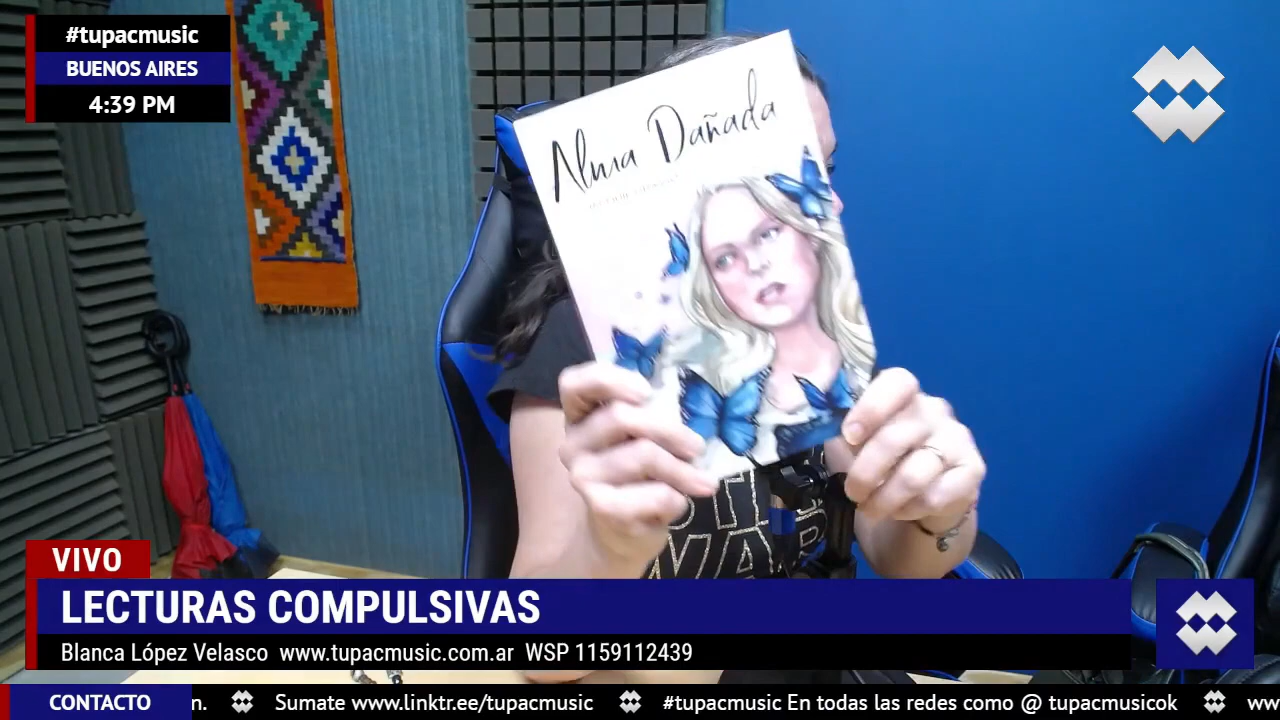 #tupacmusic
BUENOS AIRES
4:39 PM
Alma Dañada
VIVO
LECTURAS COMPULSIVAS
Blanca López Velasco www.tupacmusic.com.ar WSP 1159112439
CONTACTO
n. Sumate www.linktr.ee/tupacmusic #tupacmusic En todas las redes como @ tupacmusicok ww